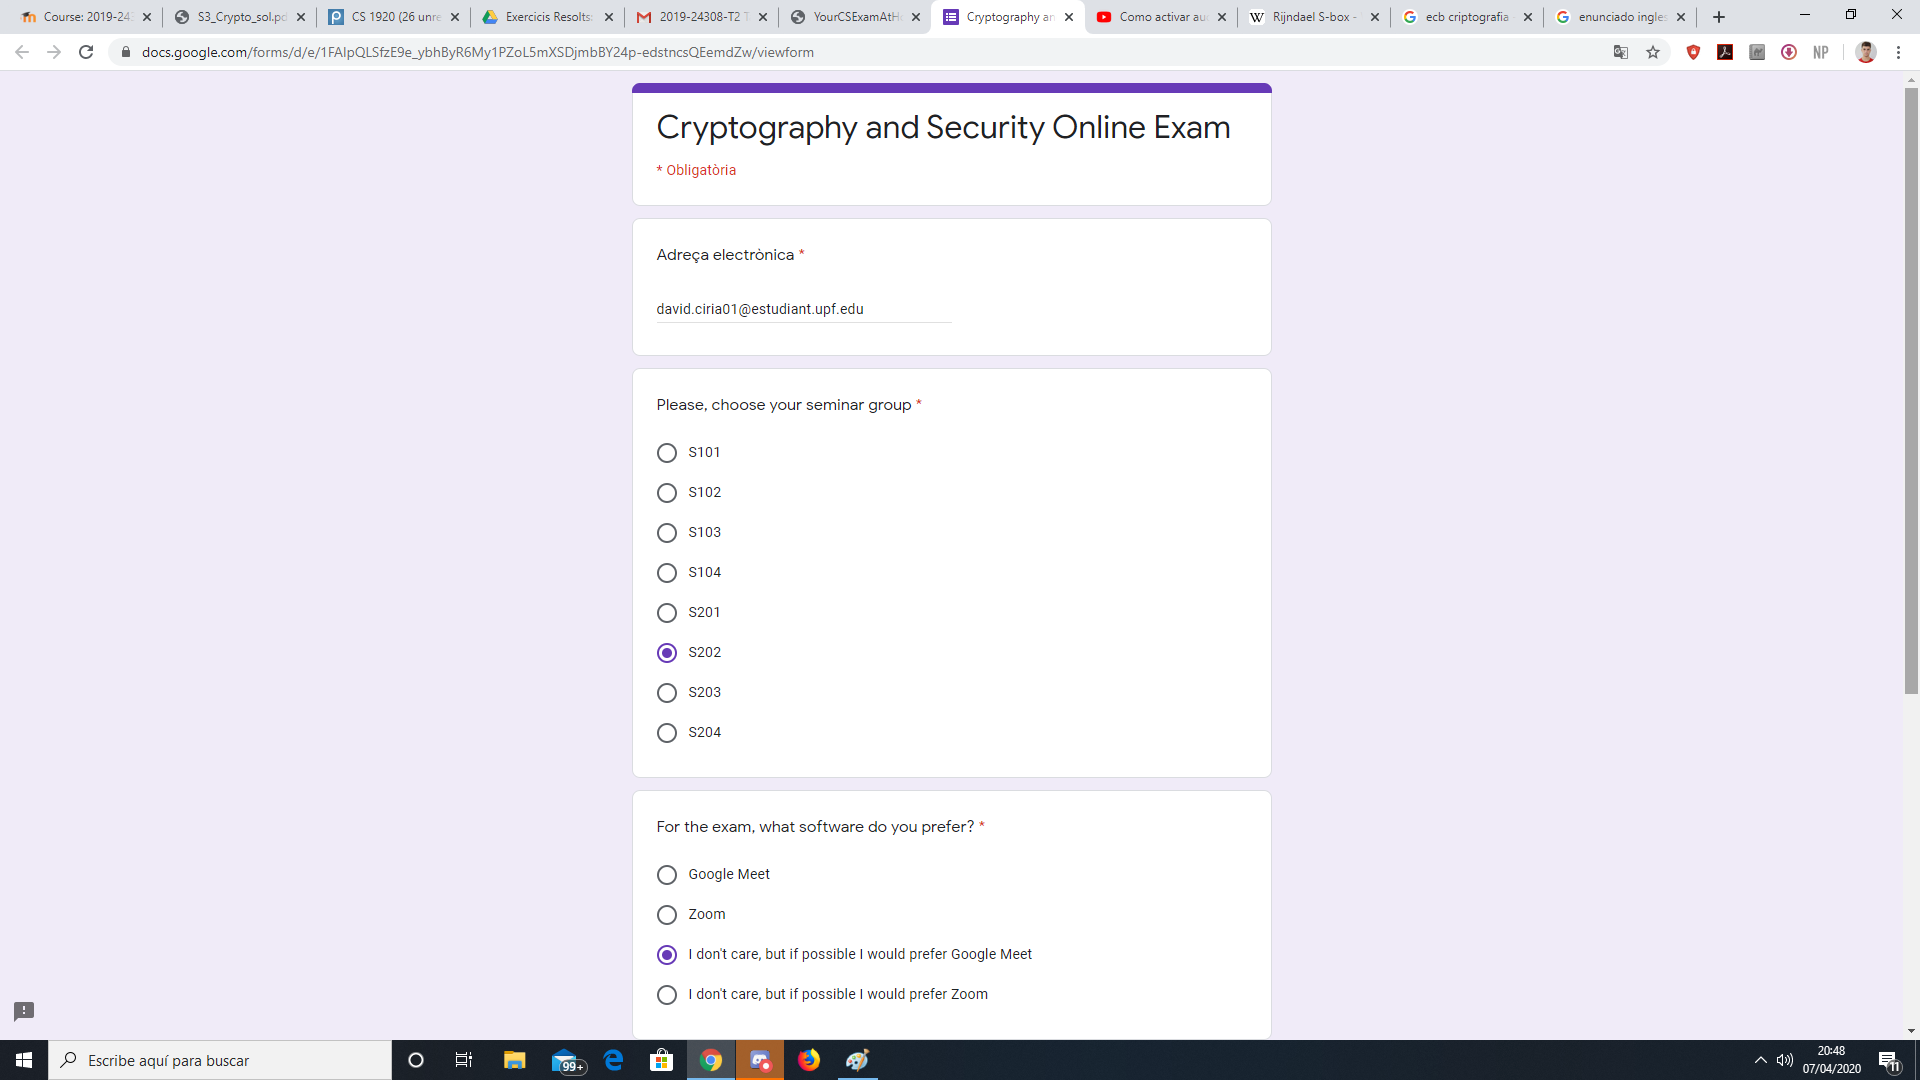 Course: 2019-243
S3_Crypto_sol.pd
CS 1920 (26 unre
Exercicis Resolts:
2019-24308-T2 T
YourCSExamAtHo
Cryptography an
Como activar au
Rijndael S-box -
ecb criptografia -
enunciado ingles
docs.google.com/forms/d/e/1FAIpQLSfzE9e_ybhByR6My1PZoL5mXSDjmbBY24p-edstncsQEemdZw/viewform
NP
Cryptography and Security Online Exam
* Obligatòria
Adreça electrònica *
david.ciria01@estudiant.upf.edu
Please, choose your seminar group *
S101
S102
S103
S104
S201
S202
S203
S204
For the exam, what software do you prefer? *
Google Meet
Zoom
I don't care, but if possible I would prefer Google Meet
I don't care, but if possible I would prefer Zoom
Escribe aquí para buscar
99+
20:48
07/04/2020
11